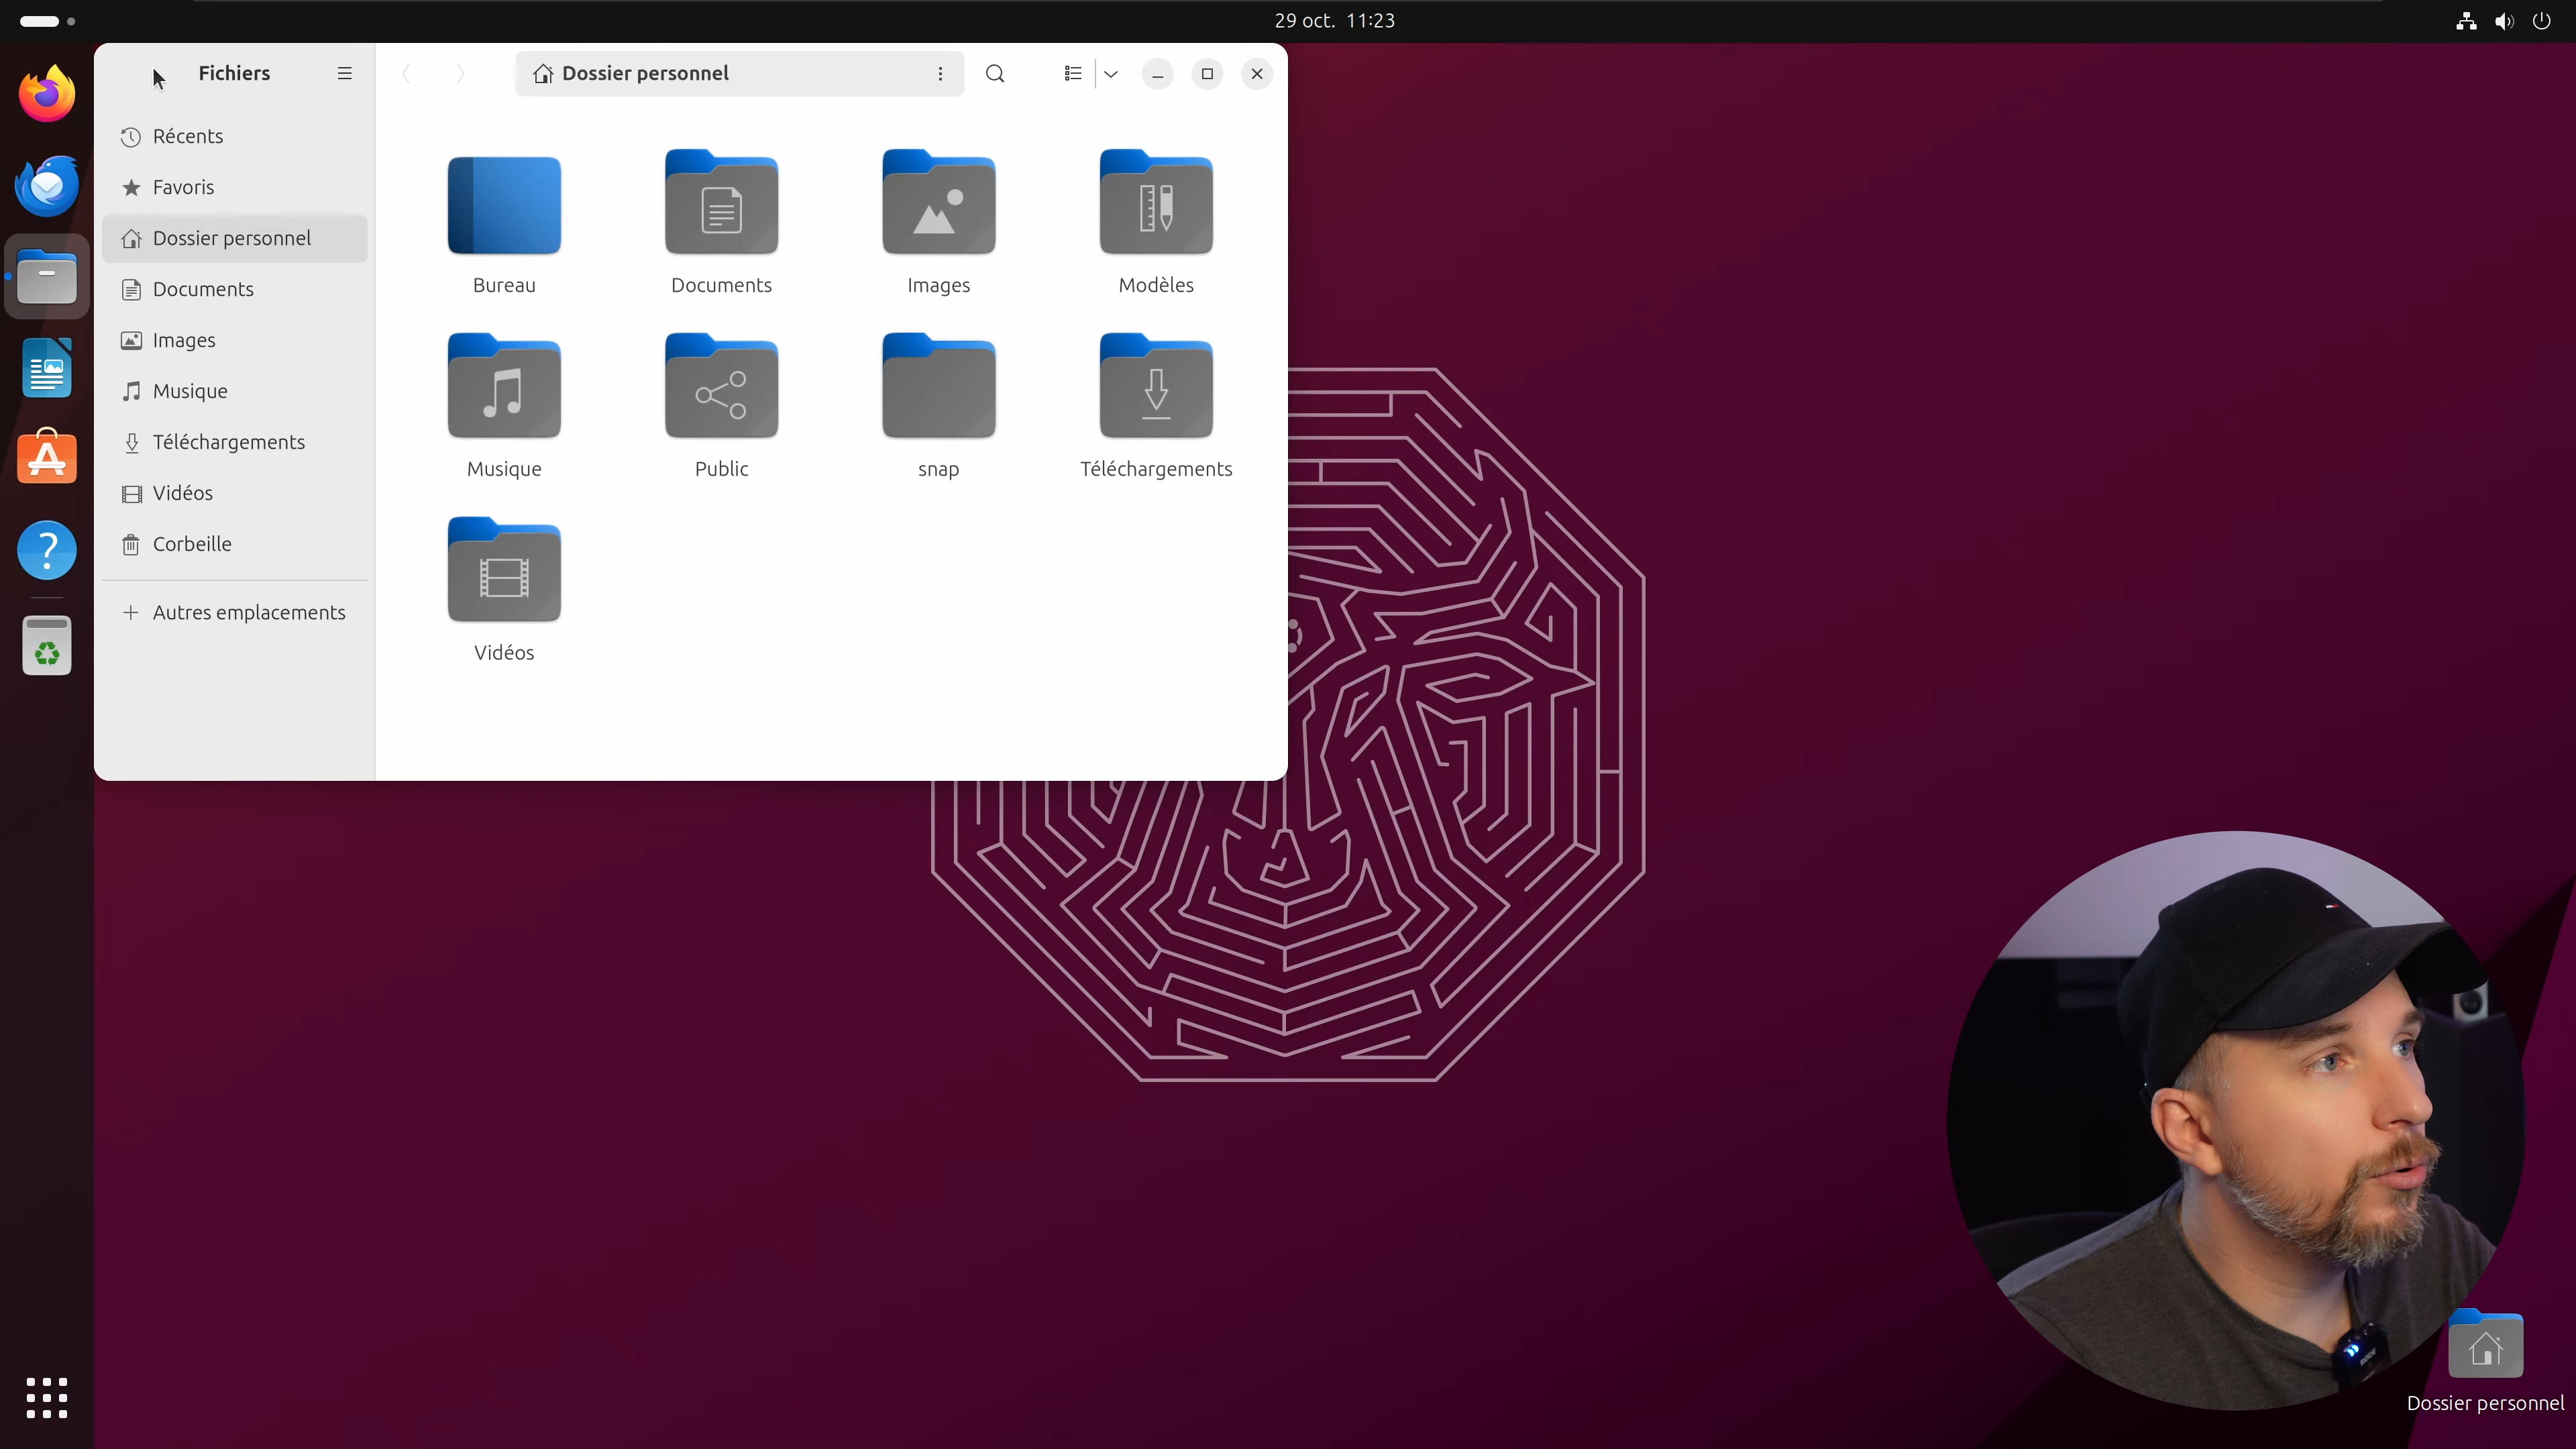 29 oct. 11:23
Fichiers
Dossier personnel
Récents
Favoris
Dossier personnel
Documents
Images
Musique
Téléchargements
Vidéos
Corbeille
Autres emplacements
Bureau
Documents
Images
Modèles
Musique
Public
snap
Téléchargements
Vidéos
RØDE
Dossier personnel